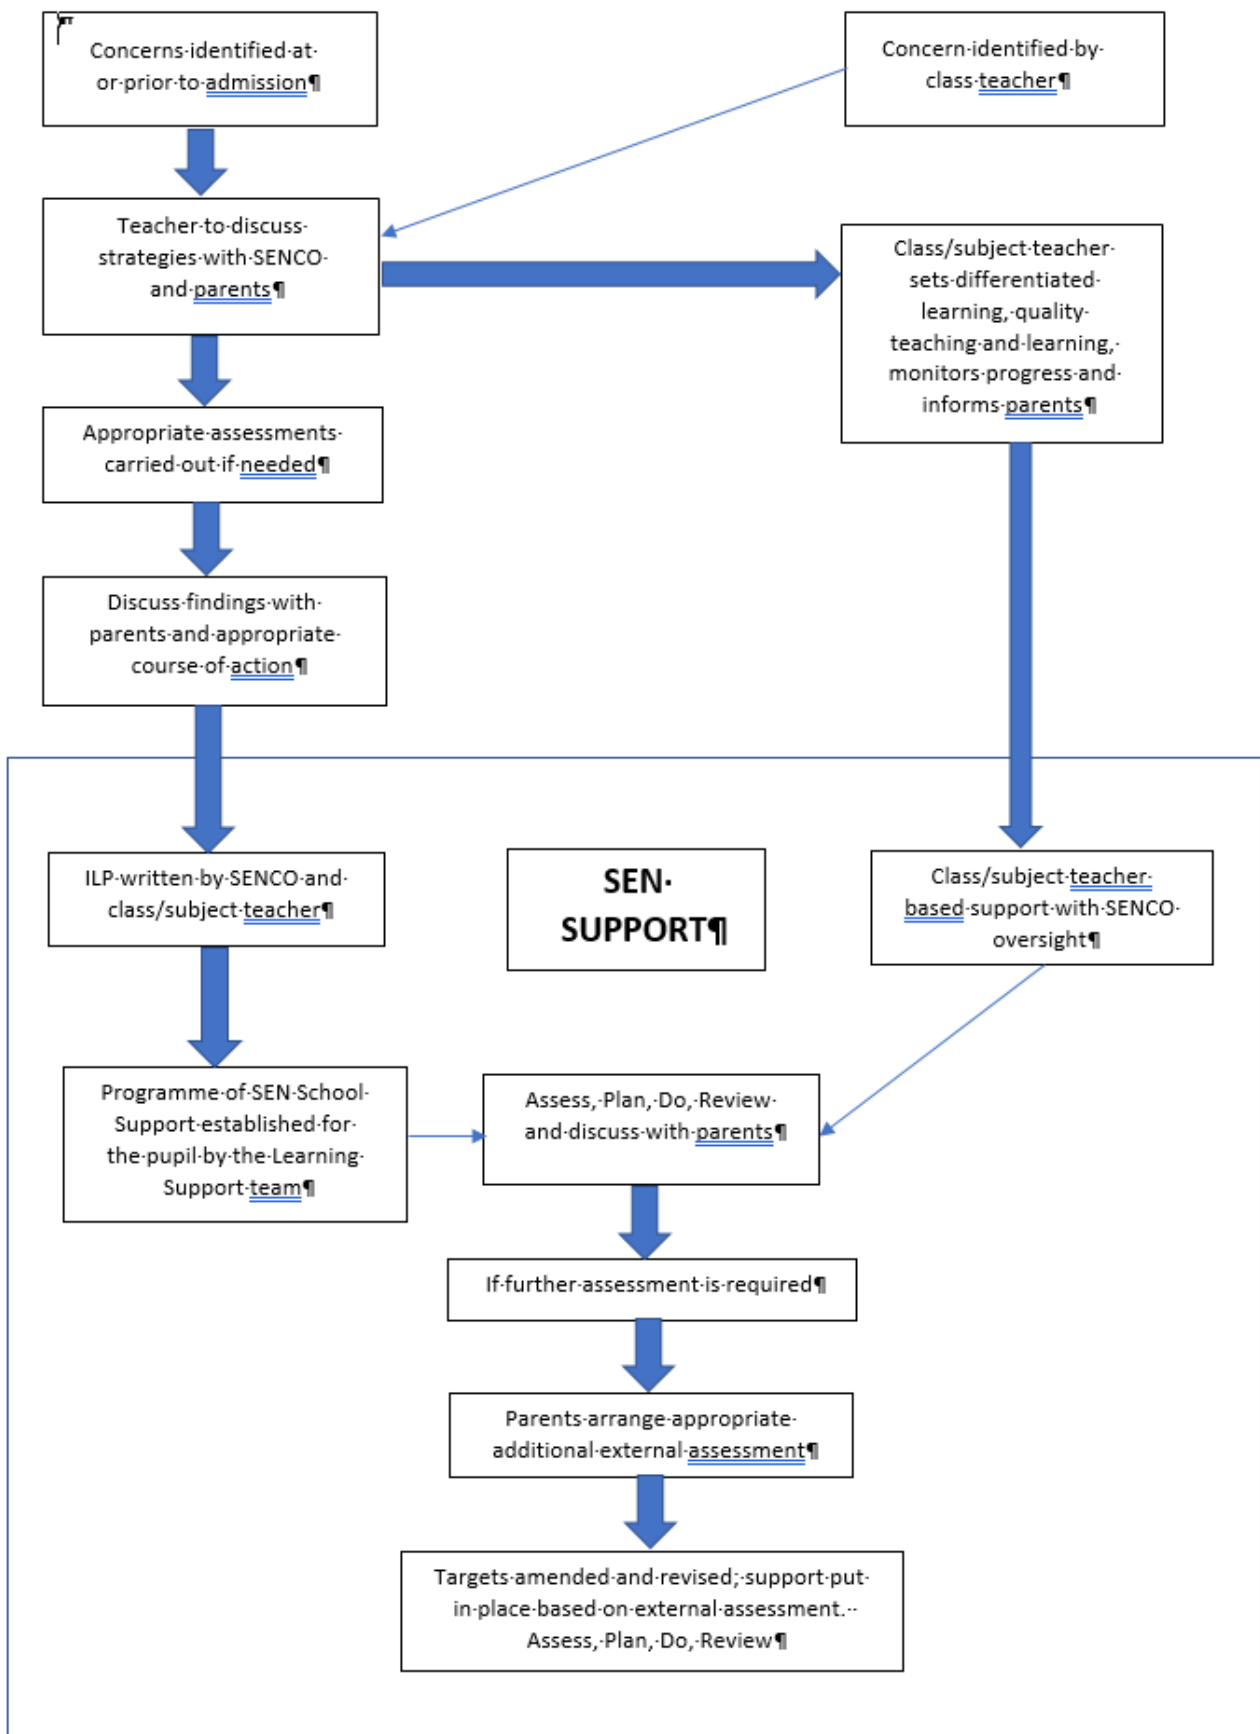 Concerns·identified·at·
or·prior·to·admission¶
Concern·identified·by·
class·teacher¶
Teacher·to·discuss·
strategies·with·SENCO·
and·parents¶
Class/subject·teacher·
sets·differentiated·
learning,·quality·
teaching·and·learning,·
monitors·progress·and·
informs·parents¶
Appropriate·assessments·
carried·out·if·needed¶
Discuss·findings·with·
parents·and·appropriate·
course·of·action¶
ILP·written·by·SENCO·and·
class/subject·teacher¶
SEN·
SUPPORT¶
Class/subject·teacher·
based·support·with·SENCO·
oversight¶
Programme·of·SEN·School·
Support·established·for·
the·pupil·by·the·Learning·
Support·team¶
Assess,·Plan,·Do,·Review·
and·discuss·with·parents¶
If·further·assessment·is·required¶
Parents·arrange·appropriate·
additional·external·assessment¶
Targets·amended·and·revised;·support·put·
in·place·based·on·external·assessment.··
Assess,·Plan,·Do,·Review¶